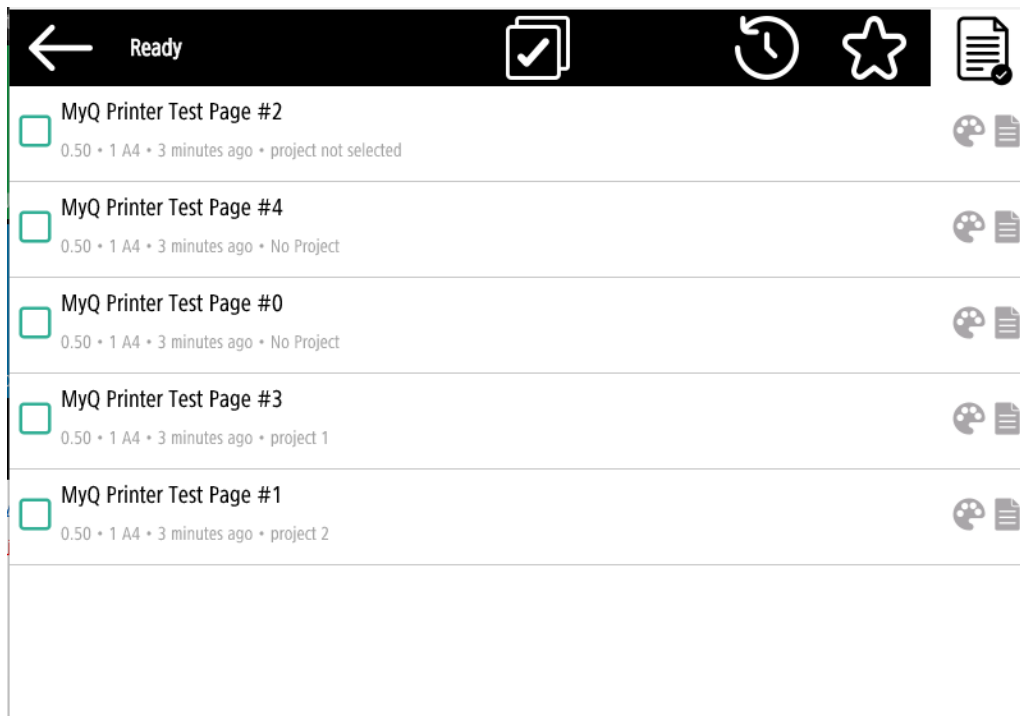 Ready
MyQ Printer Test Page #2
0.50 • 1 A4 • 3 minutes ago • project not selected
MyQ Printer Test Page #4
0.50 • 1 A4 • 3 minutes ago • No Project
MyQ Printer Test Page #0
0.50 • 1 A4 • 3 minutes ago • No Project
MyQ Printer Test Page #3
0.50 • 1 A4 • 3 minutes ago • project 1
MyQ Printer Test Page #1
0.50 • 1 A4 • 3 minutes ago • project 2